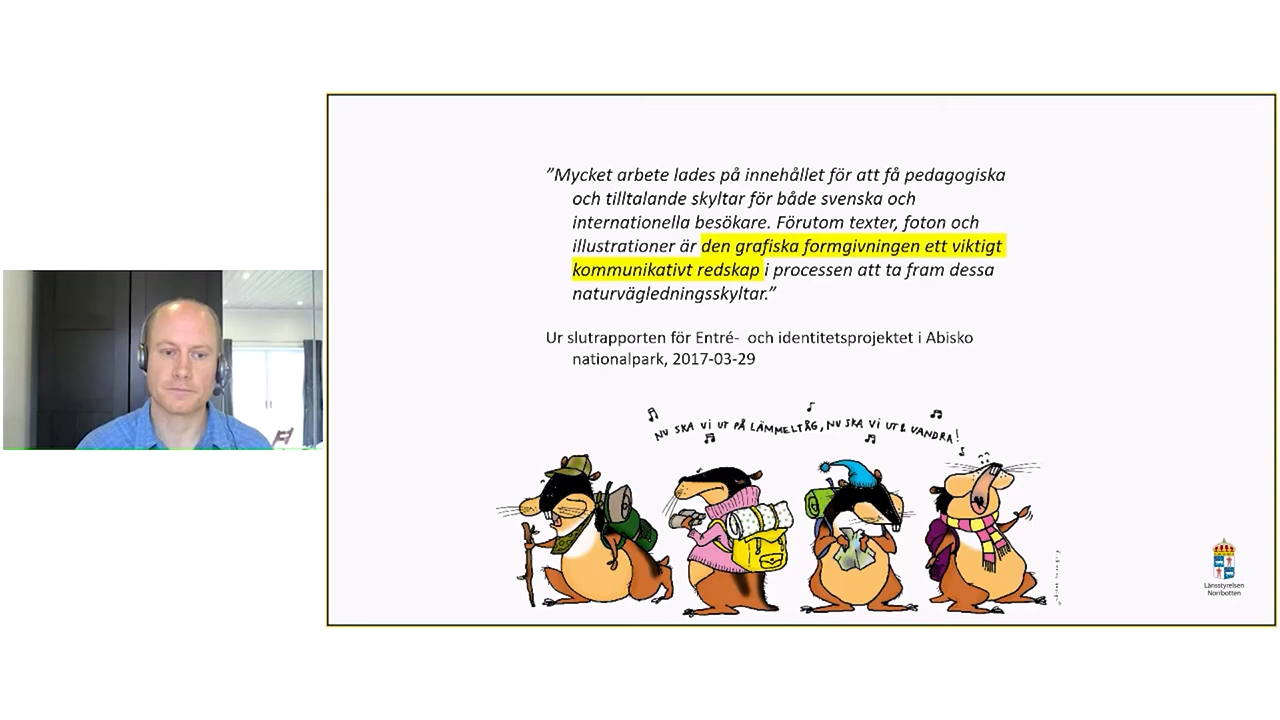 ”Mycket arbete lades på innehållet för att få pedagogiska
och tilltalande skyltar för både svenska och
internationella besökare. Förutom texter, foton och
illustrationer är den grafiska formgivningen ett viktigt
kommunikativt redskap i processen att ta fram dessa
naturvägledningsskyltar.”
Ur slutrapporten för Entré- och identitetsprojektet i Abisko
nationalpark, 2017-03-29
NU SKA VI UT PÅ LÄMMELTÅG, NU SKA VI UT & VANDRA!
Länsstyrelsen
Norrbotten